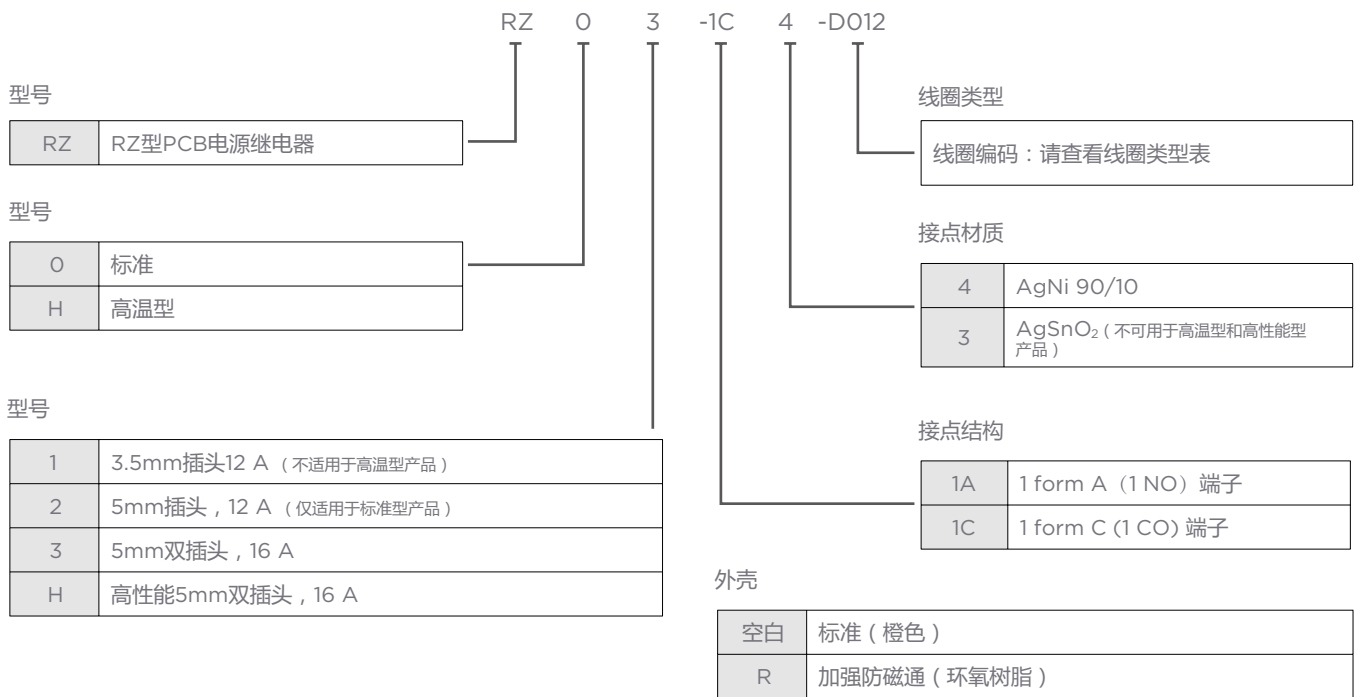 RZ 0 3 -1C 4 -D012
型号
RZ RZ型PCB电源继电器
型号
0 标准
H 高温型
型号
1 3.5mm插头12 A （不适用于高温型产品）
2 5mm插头，12 A （仅适用于标准型产品）
3 5mm双插头，16 A
H 高性能5mm双插头，16 A
线圈类型
线圈编码：请查看线圈类型表
接点材质
4 AgNi 90/10
3 AgSnO₂（不可用于高温型和高性能型
产品）
接点结构
1A 1 form A（1 NO）端子
1C 1 form C (1 CO) 端子
外壳
空白 标准（橙色）
R 加强防磁通（环氧树脂）